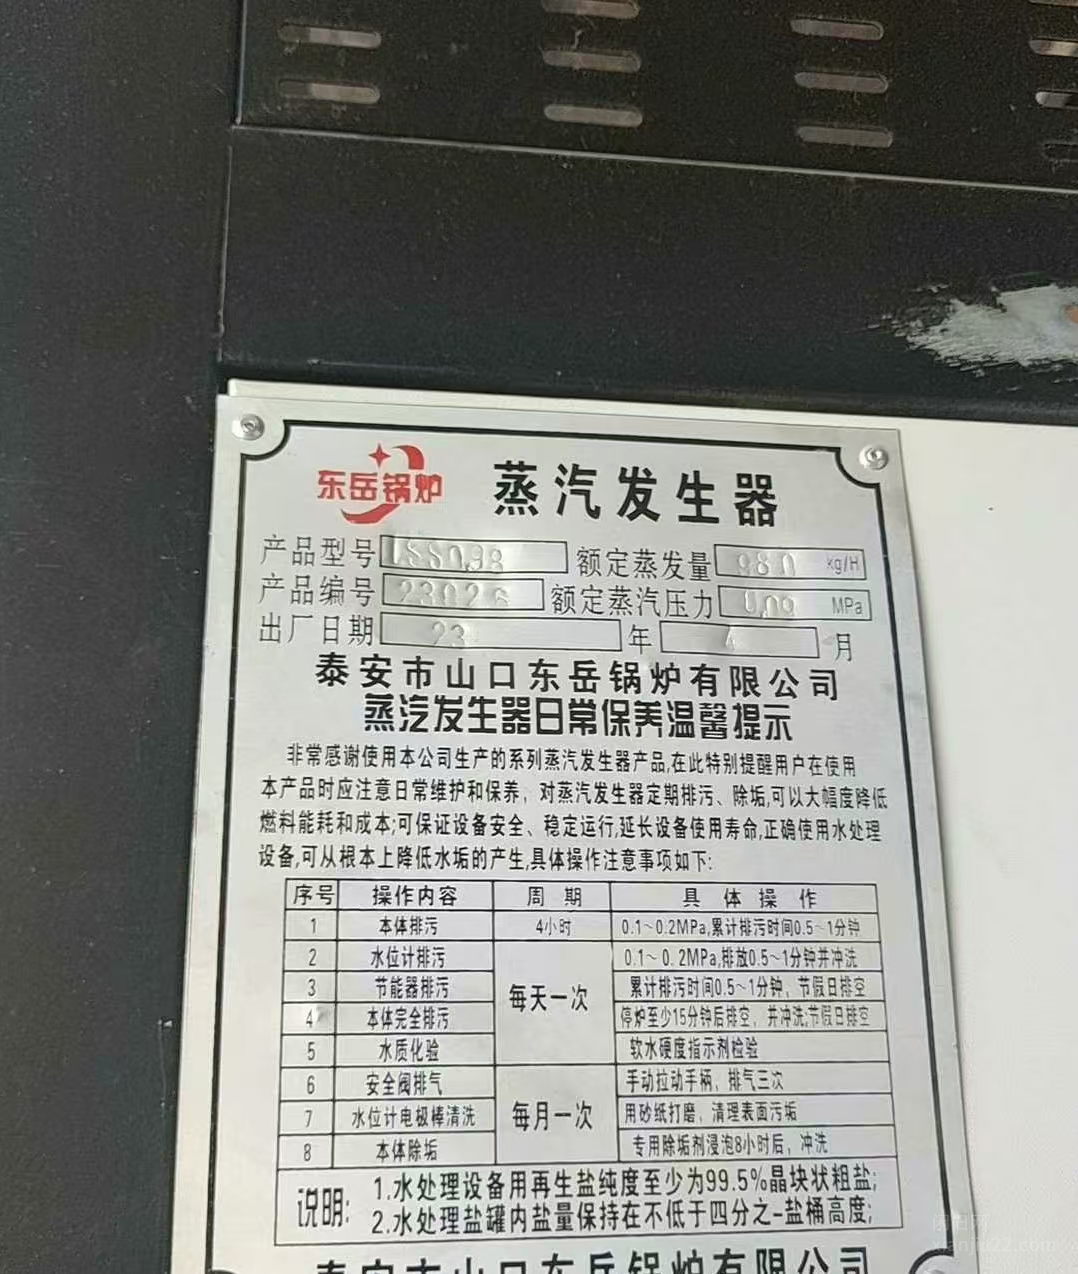 东岳锅炉 蒸汽发生器
产品型号 LSS0.98 额定蒸发量 980 kg/H
产品编号 23026 额定蒸汽压力 0.09 MPa
出厂日期 23 年 4 月
泰安市山口东岳锅炉有限公司
蒸汽发生器日常保养温馨提示
非常感谢使用本公司生产的系列蒸汽发生器产品,在此特别提醒用户在使用
本产品时应注意日常维护和保养,对蒸汽发生器定期排污、除垢,可以大幅度降低
燃料能耗和成本;可保证设备安全、稳定运行,延长设备使用寿命,正确使用水处理
设备,可从根本上降低水垢的产生,具体操作注意事项如下:
序号 操作内容 周期 具体操作
1 本体排污 4小时 0.1~0.2MPa,累计排污时间0.5~1分钟
2 水位计排污 0.1~0.2MPa,排放0.5~1分钟并冲洗
3 节能器排污 每天一次 累计排污时间0.5~1分钟,节假日排空
4 本体完全排污 停炉至少15分钟后排空,并冲洗;节假日排空
5 水质化验 软水硬度指示剂检验
6 安全阀排气 手动拉动手柄,排气三次
7 水位计电极棒清洗 每月一次 用砂纸打磨,清理表面污垢
8 本体除垢 专用除垢剂浸泡8小时后,冲洗
说明: 1.水处理设备用再生盐纯度至少为99.5%晶块状粗盐;
2.水处理盐罐内盐量保持在不低于四分之一盐桶高度;
泰安市山口东岳锅炉有限公司